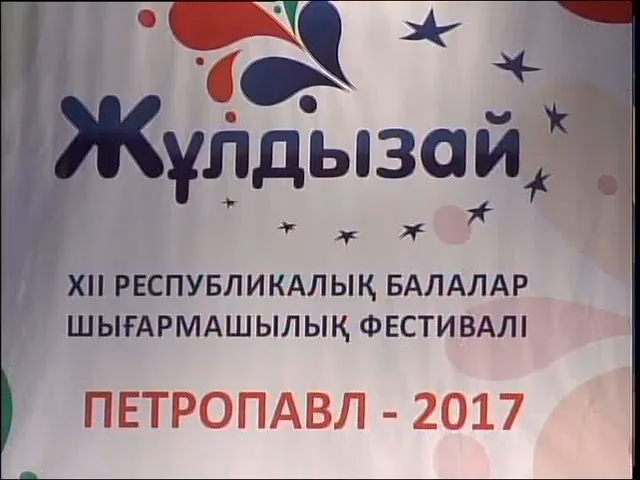 Жұлдызай
XII РЕСПУБЛИКАЛЫҚ БАЛАЛАР
ШЫҒАРМАШЫЛЫҚ ФЕСТИВАЛІ
ПЕТРОПАВЛ - 2017